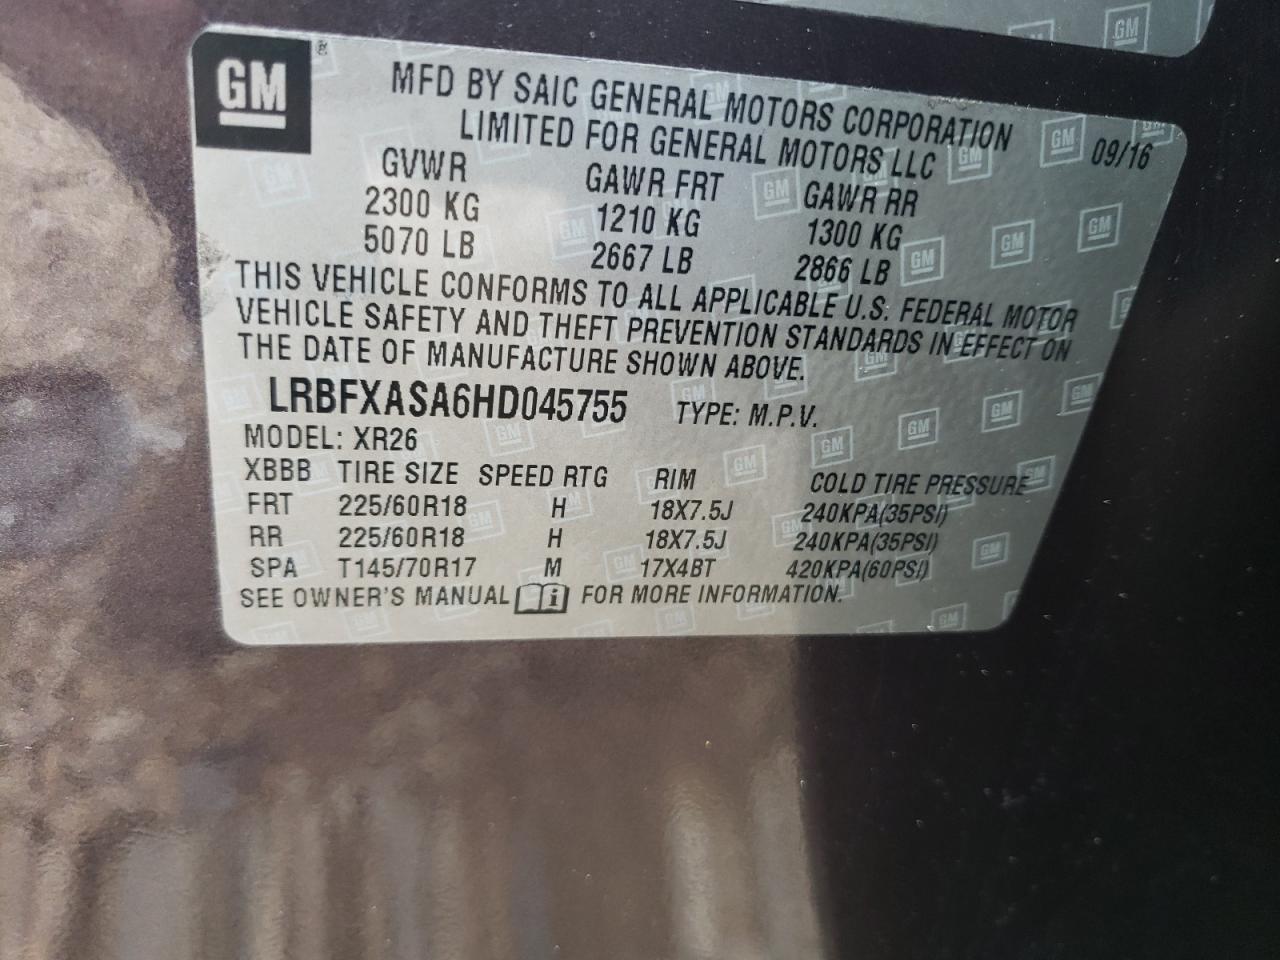 GM ®
MFD BY SAIC GENERAL MOTORS CORPORATION
LIMITED FOR GENERAL MOTORS LLC 09/16
GVWR GAWR FRT GAWR RR
2300 KG 1210 KG 1300 KG
5070 LB 2667 LB 2866 LB
THIS VEHICLE CONFORMS TO ALL APPLICABLE U.S. FEDERAL MOTOR
VEHICLE SAFETY AND THEFT PREVENTION STANDARDS IN EFFECT ON
THE DATE OF MANUFACTURE SHOWN ABOVE.
LRBFXASA6HD045755 TYPE: M.P.V.
MODEL: XR26
XBBB TIRE SIZE SPEED RTG RIM COLD TIRE PRESSURE
FRT 225/60R18 H 18X7.5J 240KPA(35PSI)
RR 225/60R18 H 18X7.5J 240KPA(35PSI)
SPA T145/70R17 M 17X4BT 420KPA(60PSI)
SEE OWNER'S MANUAL i FOR MORE INFORMATION.